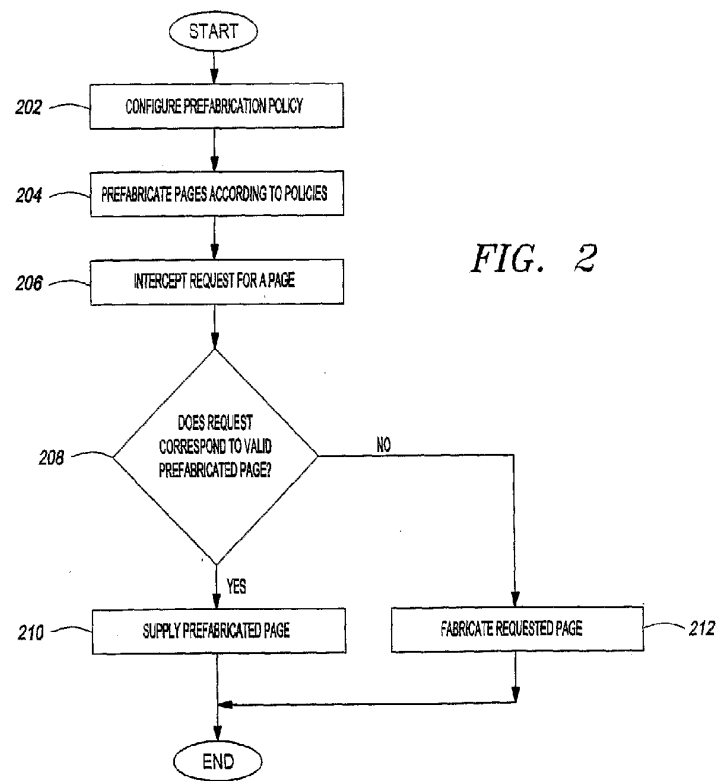 START
202
CONFIGURE PREFABRICATION POLICY
204
PREFABRICATE PAGES ACCORDING TO POLICIES
206
INTERCEPT REQUEST FOR A PAGE
FIG. 2
208
DOES REQUEST
CORRESPOND TO VALID
PREFABRICATED PAGE?
NO
YES
210
SUPPLY PREFABRICATED PAGE
FABRICATE REQUESTED PAGE
212
END